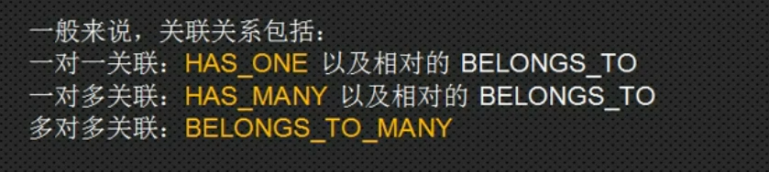 一般来说，关联关系包括：
一对一关联：HAS_ONE 以及相对的 BELONGS_TO
一对多关联：HAS_MANY 以及相对的 BELONGS_TO
多对多关联：BELONGS_TO_MANY